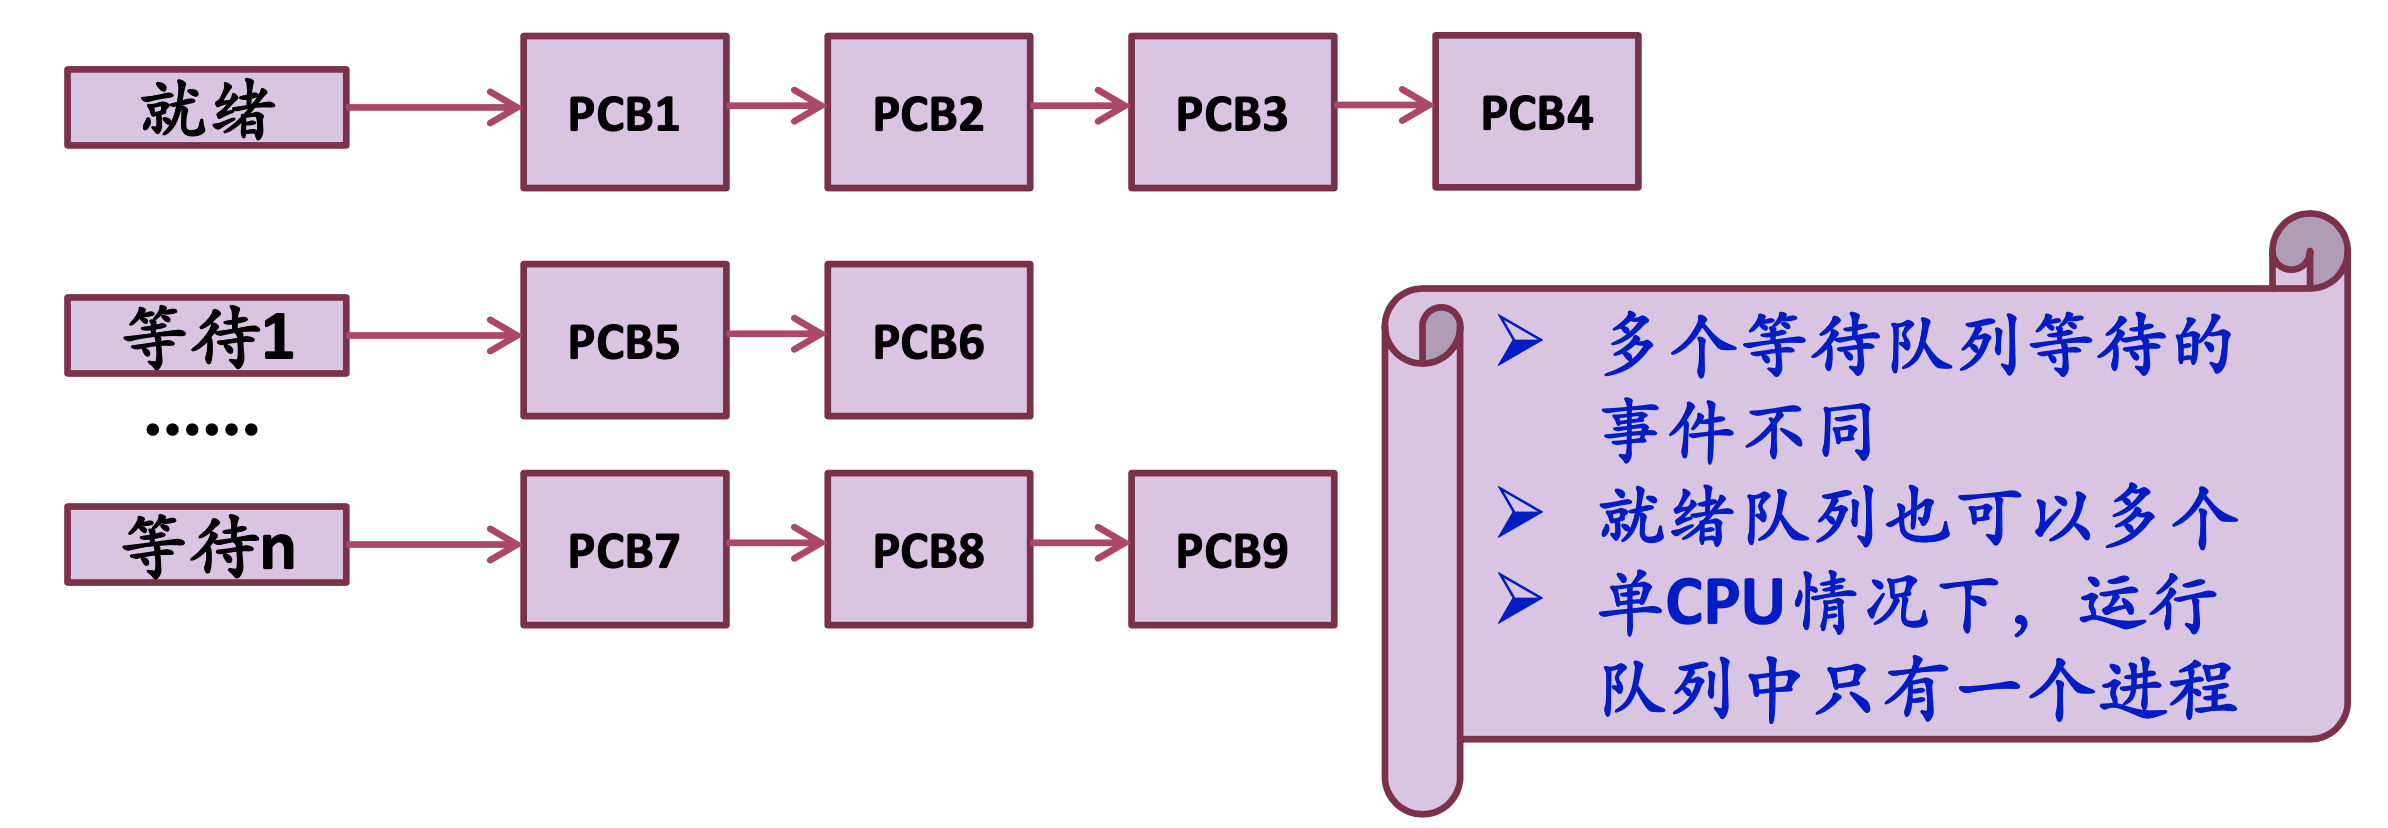 就绪
PCB1
PCB2
PCB3
PCB4
等待1
PCB5
PCB6
······
等待n
PCB7
PCB8
PCB9
多个等待队列等待的
事件不同
就绪队列也可以多个
单CPU情况下，运行
队列中只有一个进程